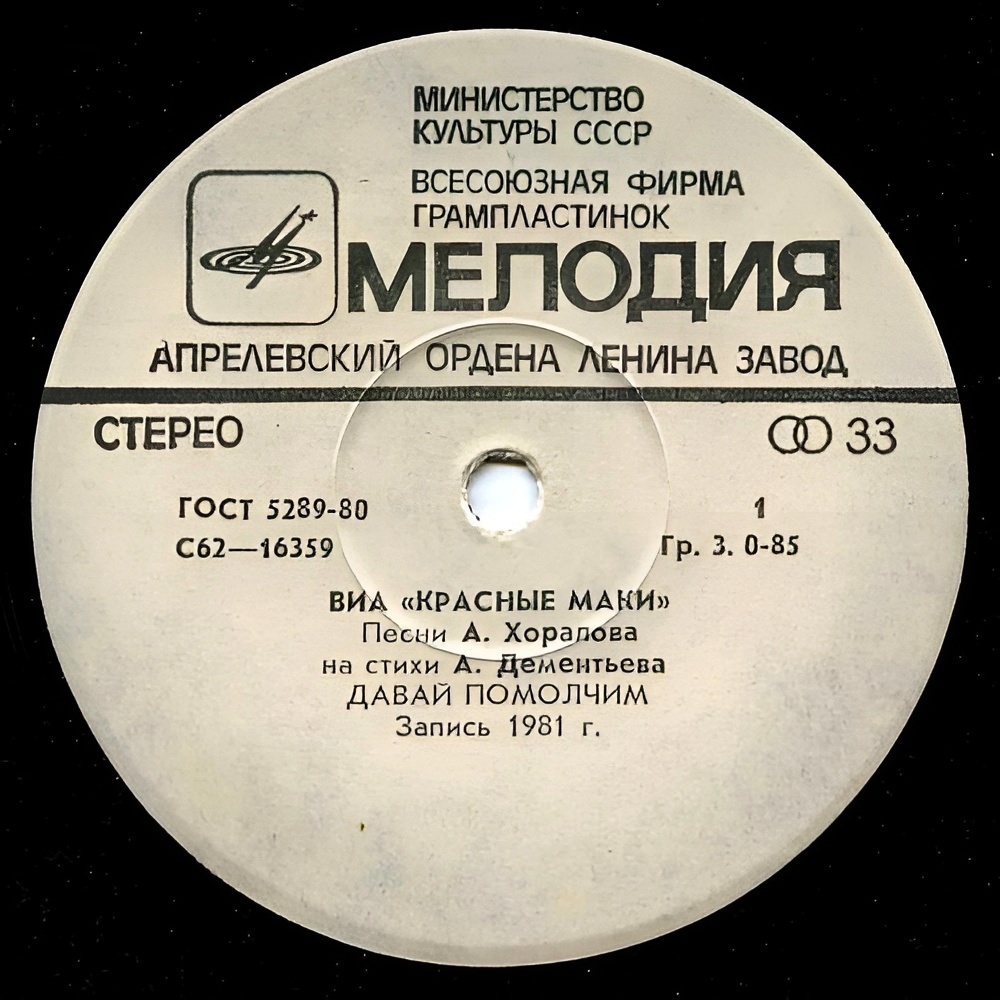 МИНИСТЕРСТВО
КУЛЬТУРЫ СССР
ВСЕСОЮЗНАЯ ФИРМА
ГРАМПЛАСТИНОК
МЕЛОДИЯ
АПРЕЛЕВСКИЙ ОРДЕНА ЛЕНИНА ЗАВОД
СТЕРЕО 33
ГОСТ 5289-80 1
С62—16359 Гр. 3. 0-85
ВИА «КРАСНЫЕ МАКИ»
Песни А. Хоралова
на стихи А. Дементьева
ДАВАЙ ПОМОЛЧИМ
Запись 1981 г.